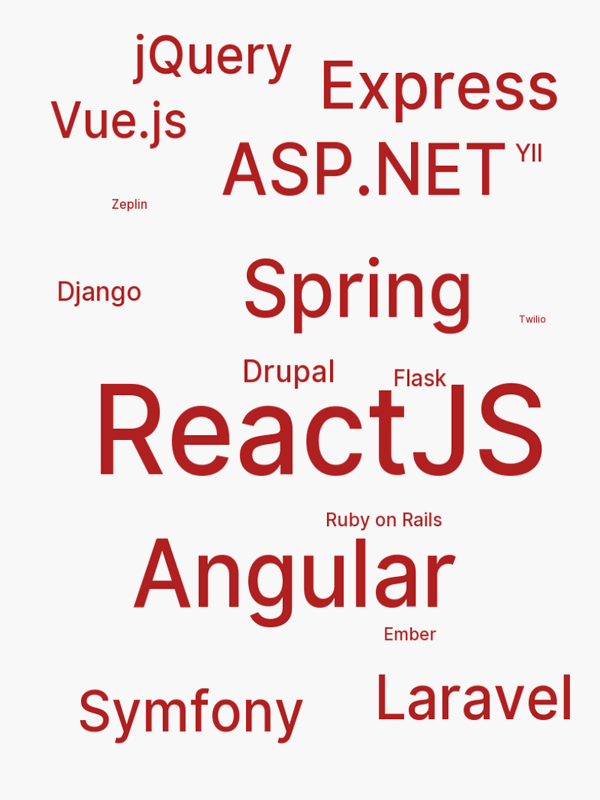 jQuery
Express
Vue.js
ASP.NET
YII
Zeplin
Spring
Django
Twilio
Drupal
Flask
ReactJS
Ruby on Rails
Angular
Ember
Laravel
Symfony